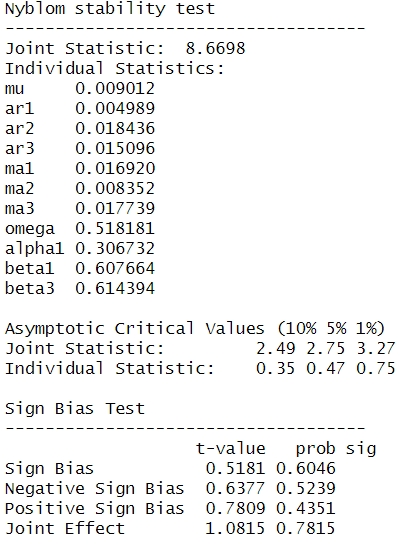 Nyblom stability test
------------------------------------
Joint Statistic:  8.6698
Individual Statistics:
mu     0.009012
ar1    0.004989
ar2    0.018436
ar3    0.015096
ma1    0.016920
ma2    0.008352
ma3    0.017739
omega  0.518181
alpha1 0.306732
beta1  0.607664
beta3  0.614394

Asymptotic Critical Values (10% 5% 1%)
Joint Statistic:         2.49 2.75 3.27
Individual Statistic:    0.35 0.47 0.75

Sign Bias Test
------------------------------------
                   t-value   prob sig
Sign Bias           0.5181 0.6046
Negative Sign Bias  0.6377 0.5239
Positive Sign Bias  0.7809 0.4351
Joint Effect        1.0815 0.7815